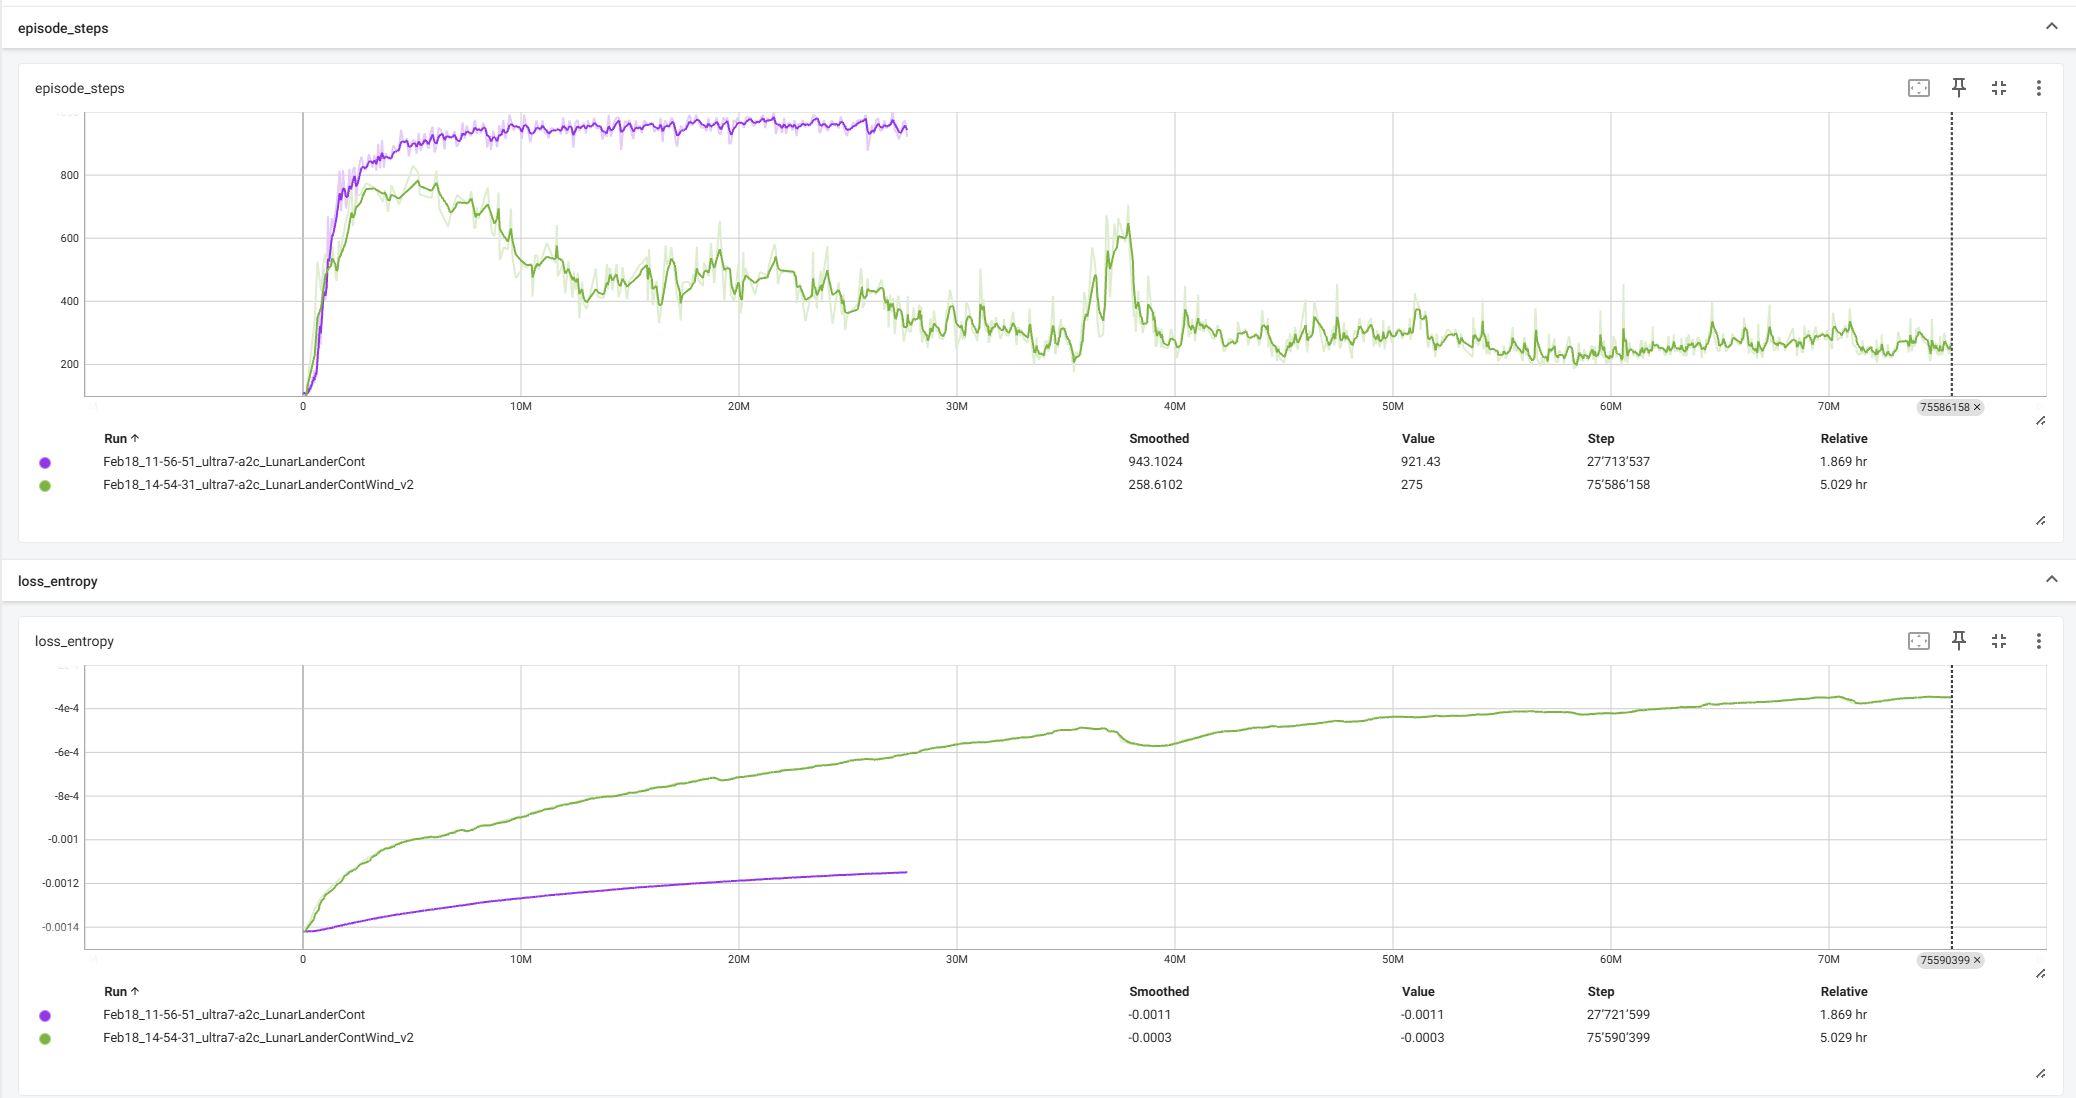 episode_steps
episode_steps
800
600
400
200
0 10M 20M 30M 40M 50M 60M 70M 75586158 ×
Run ↑ Smoothed Value Step Relative
Feb18_11-56-51_ultra7-a2c_LunarLanderCont 943.1024 921.43 27’713’537 1.869 hr
Feb18_14-54-31_ultra7-a2c_LunarLanderContWind_v2 258.6102 275 75’586’158 5.029 hr
loss_entropy
loss_entropy
-4e-4
-6e-4
-8e-4
-0.001
-0.0012
-0.0014
0 10M 20M 30M 40M 50M 60M 70M 75590399 ×
Run ↑ Smoothed Value Step Relative
Feb18_11-56-51_ultra7-a2c_LunarLanderCont -0.0011 -0.0011 27’721’599 1.869 hr
Feb18_14-54-31_ultra7-a2c_LunarLanderContWind_v2 -0.0003 -0.0003 75’590’399 5.029 hr